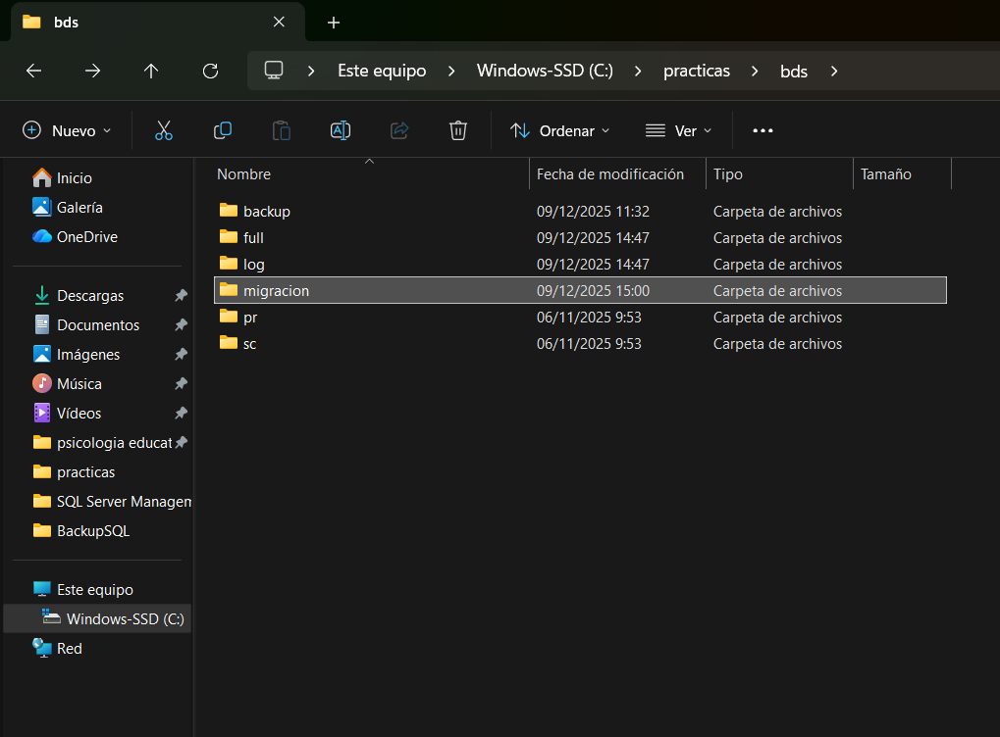 bds
Este equipo > Windows-SSD (C:) > practicas > bds >
Nuevo
Ordenar
Ver
Inicio
Galería
OneDrive
Descargas
Documentos
Imágenes
Música
Vídeos
psicologia educat
practicas
SQL Server Managem
BackupSQL
Este equipo
Windows-SSD (C:)
Red
Nombre Fecha de modificación Tipo Tamaño
backup 09/12/2025 11:32 Carpeta de archivos
full 09/12/2025 14:47 Carpeta de archivos
log 09/12/2025 14:47 Carpeta de archivos
migracion 09/12/2025 15:00 Carpeta de archivos
pr 06/11/2025 9:53 Carpeta de archivos
sc 06/11/2025 9:53 Carpeta de archivos